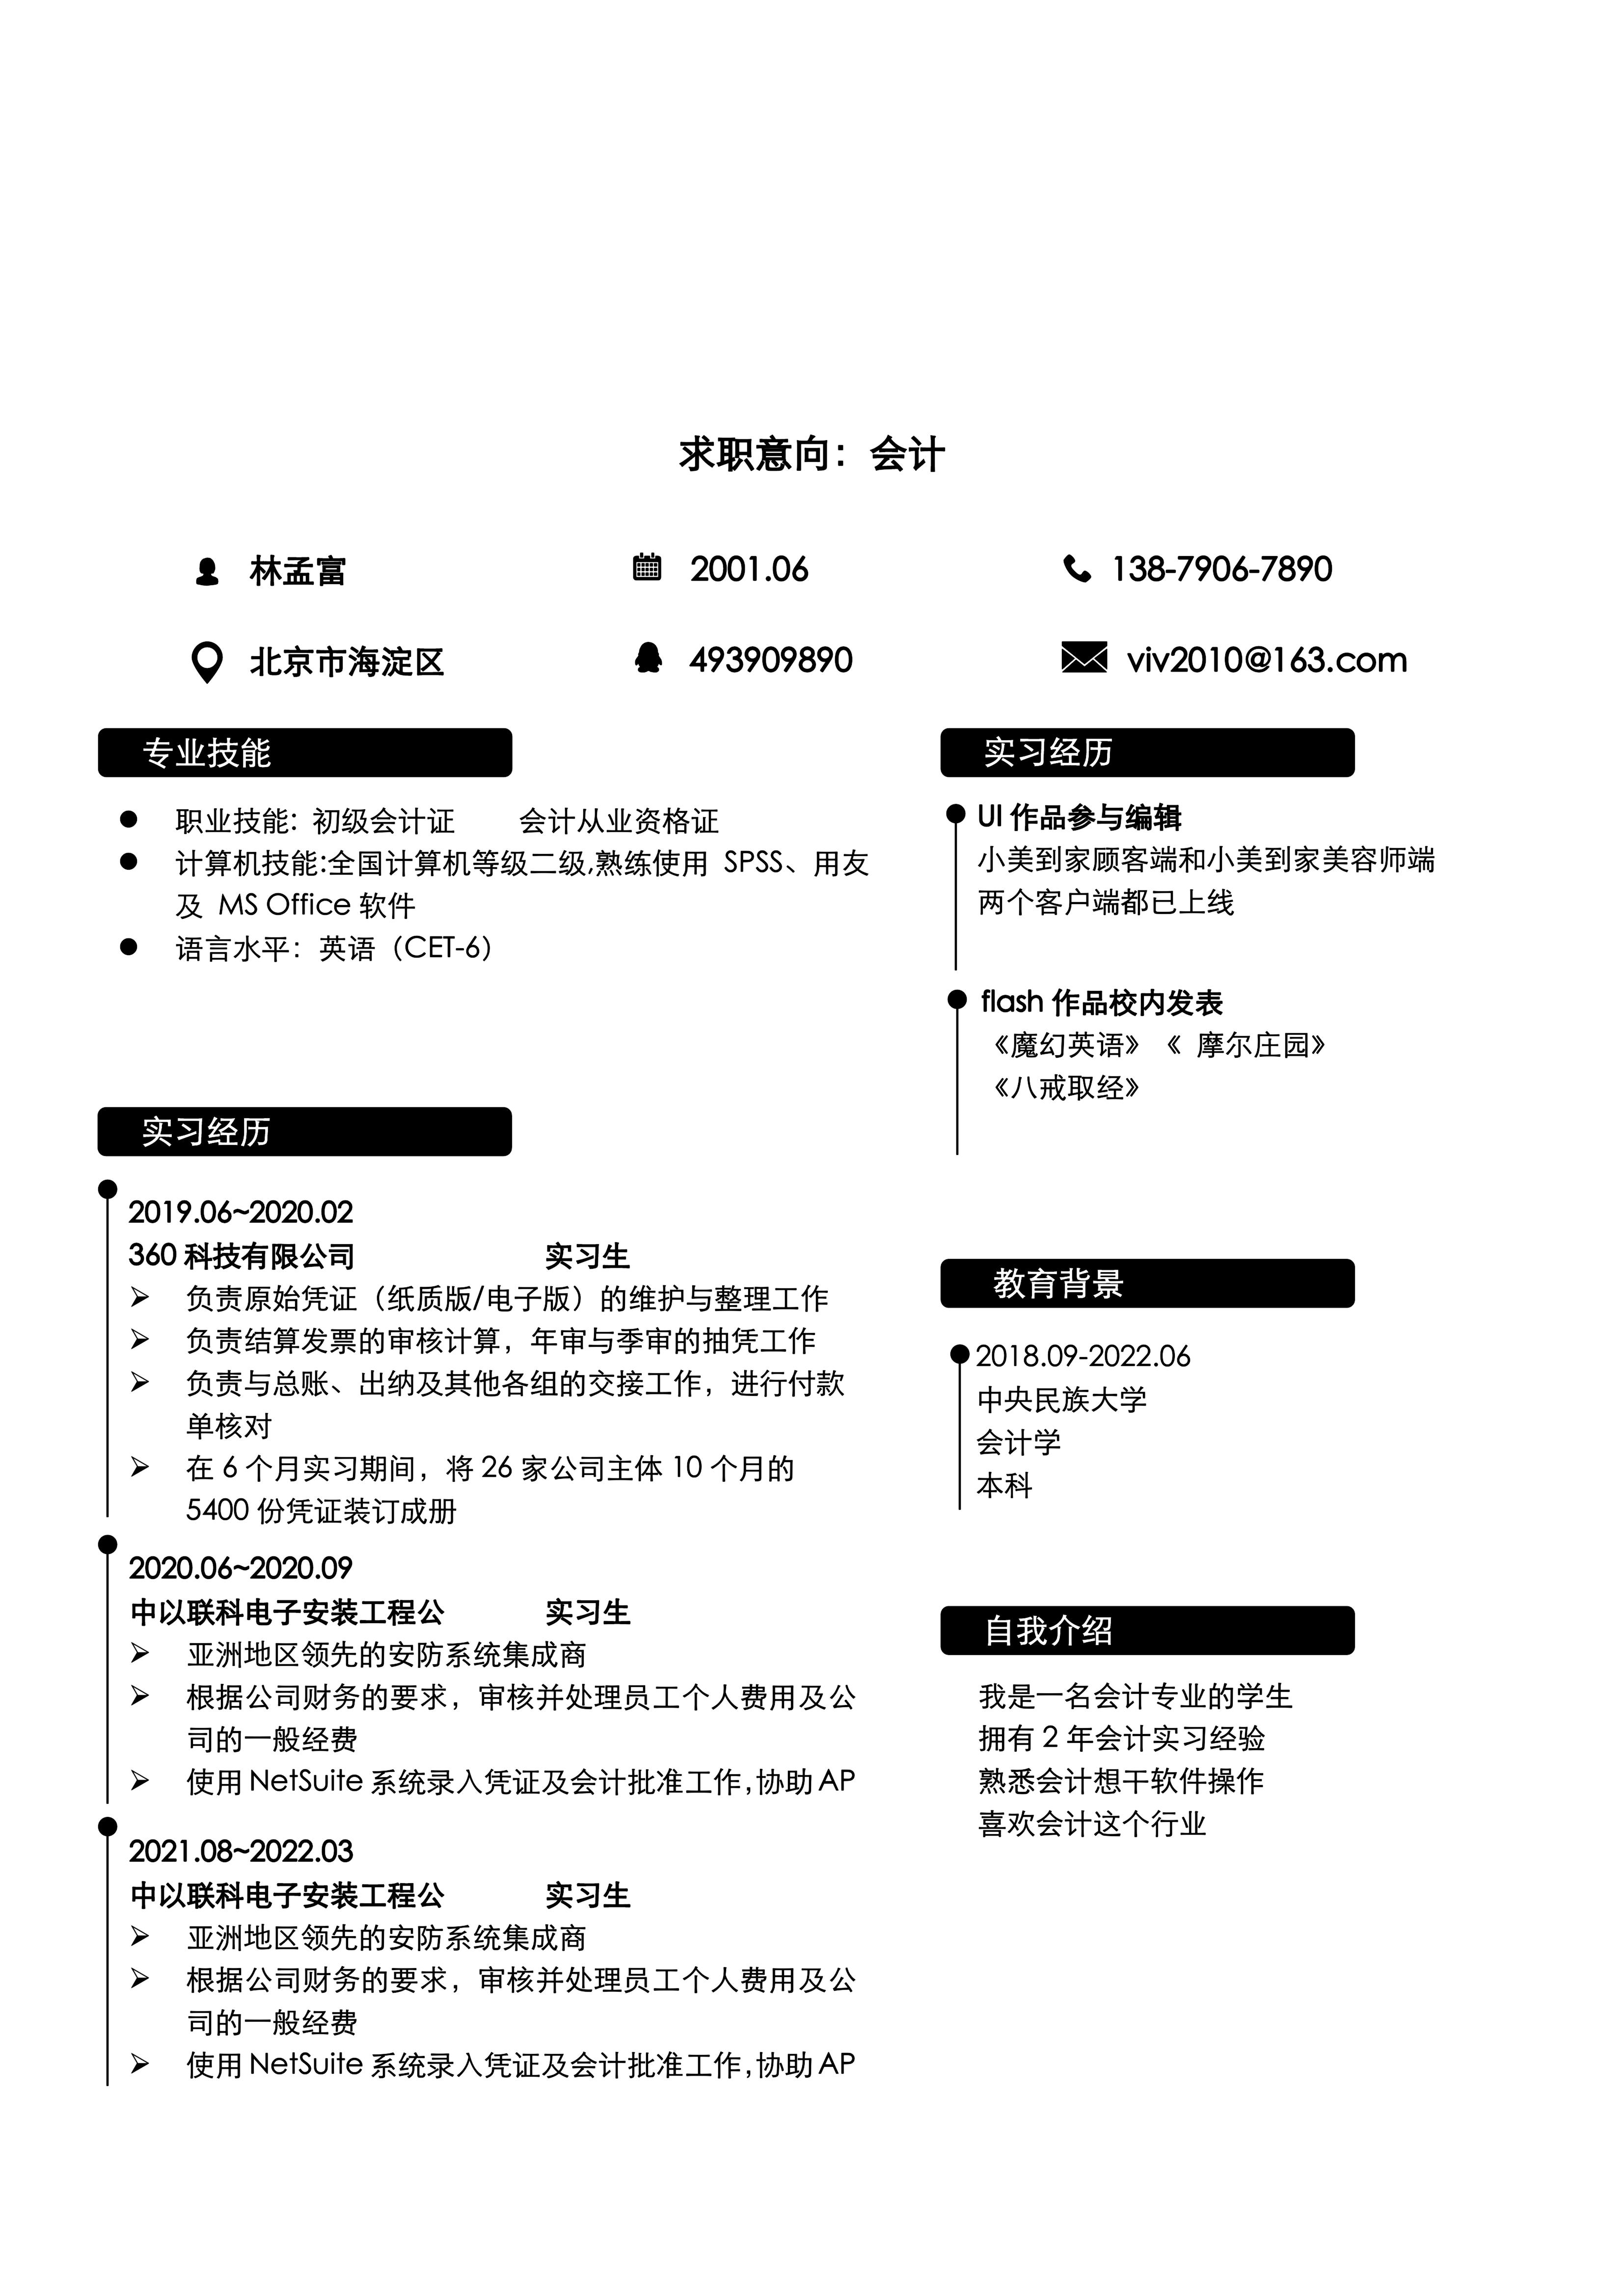 求职意向：会计
林孟富
2001.06
138-7906-7890
北京市海淀区
493909890
viv2010@163.com
专业技能
职业技能：初级会计证 会计从业资格证
计算机技能:全国计算机等级二级,熟练使用 SPSS、用友
及 MS Office 软件
语言水平：英语（CET-6）
实习经历
2019.06~2020.02
360 科技有限公司 实习生
负责原始凭证（纸质版/电子版）的维护与整理工作
负责结算发票的审核计算，年审与季审的抽凭工作
负责与总账、出纳及其他各组的交接工作，进行付款
单核对
在 6 个月实习期间，将 26 家公司主体 10 个月的
5400 份凭证装订成册
2020.06~2020.09
中以联科电子安装工程公 实习生
亚洲地区领先的安防系统集成商
根据公司财务的要求，审核并处理员工个人费用及公
司的一般经费
使用 NetSuite 系统录入凭证及会计批准工作,协助 AP
2021.08~2022.03
中以联科电子安装工程公 实习生
亚洲地区领先的安防系统集成商
根据公司财务的要求，审核并处理员工个人费用及公
司的一般经费
使用 NetSuite 系统录入凭证及会计批准工作,协助 AP
实习经历
UI 作品参与编辑
小美到家顾客端和小美到家美容师端
两个客户端都已上线
flash 作品校内发表
《魔幻英语》《 摩尔庄园》
《八戒取经》
教育背景
2018.09-2022.06
中央民族大学
会计学
本科
自我介绍
我是一名会计专业的学生
拥有 2 年会计实习经验
熟悉会计想干软件操作
喜欢会计这个行业